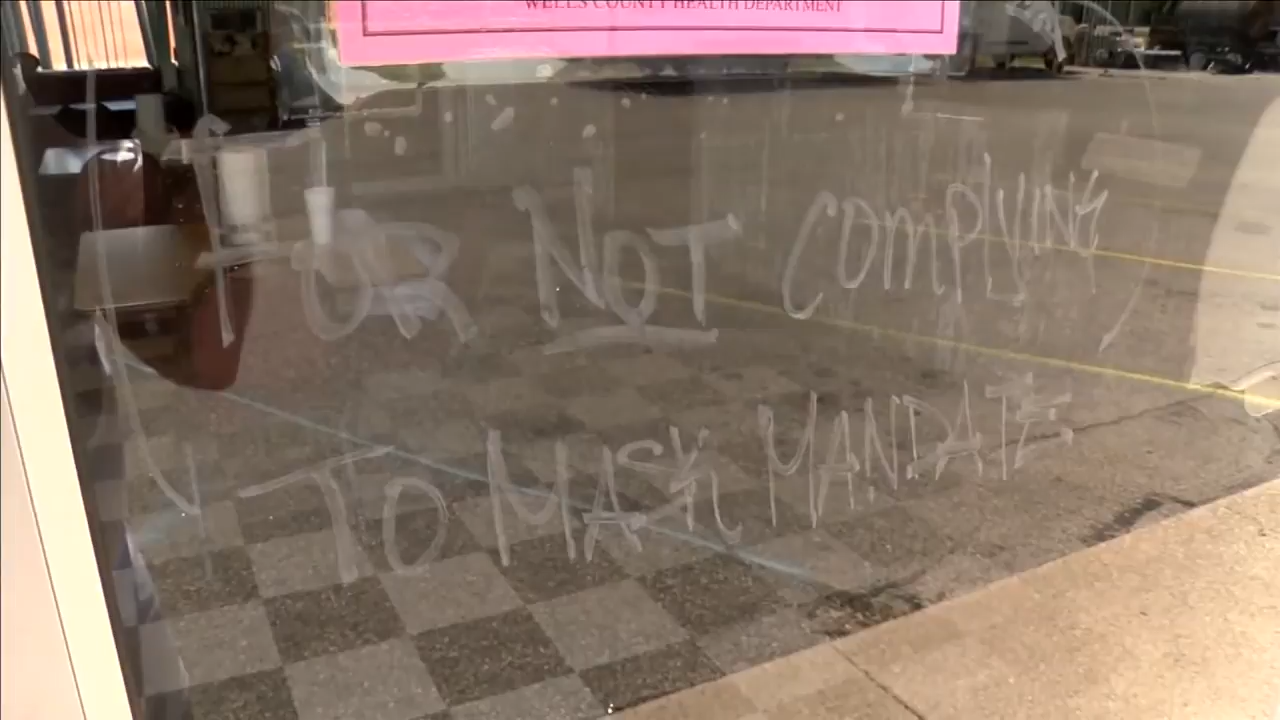 WELLS COUNTY HEALTH DEPARTMENT
FOR NOT COMPLYING
TO MASK MANDATE